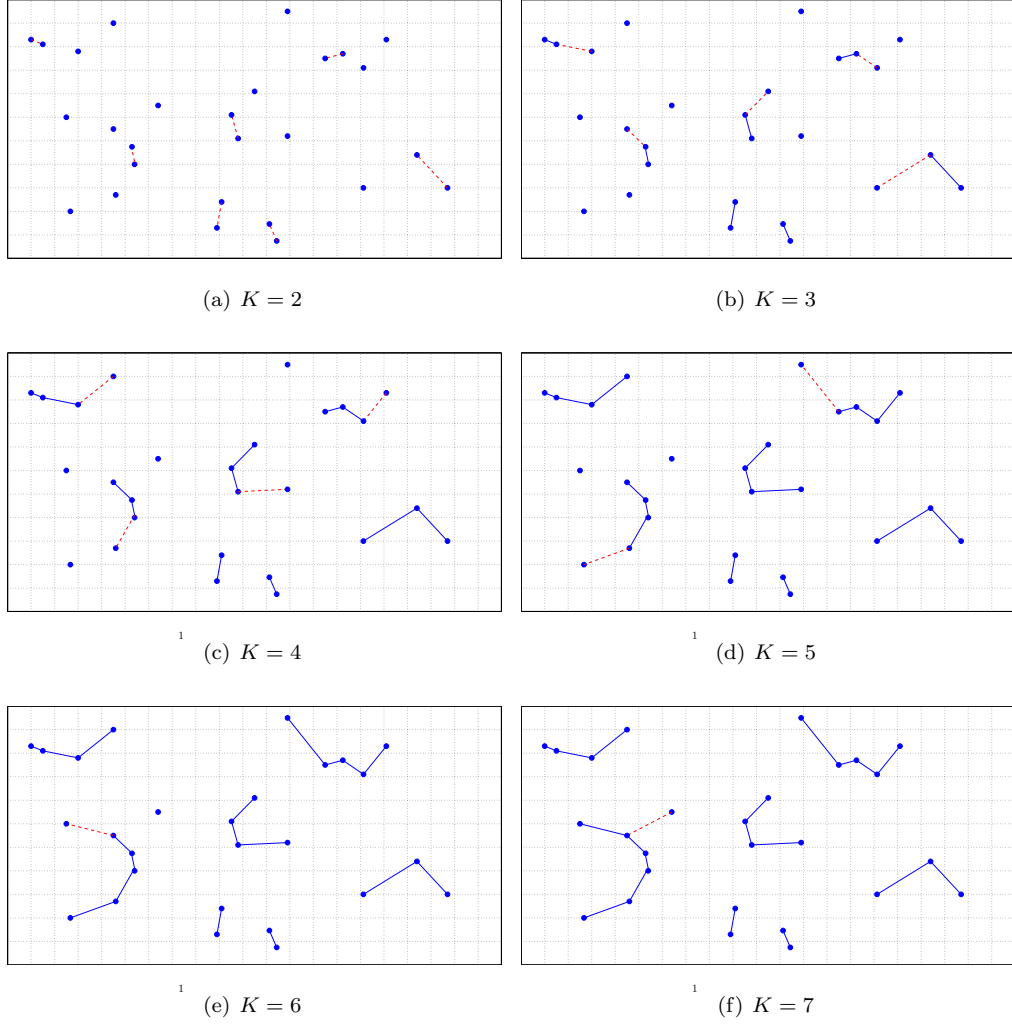 (a) K = 2
(b) K = 3
1
(c) K = 4
1
(d) K = 5
1
(e) K = 6
1
(f) K = 7